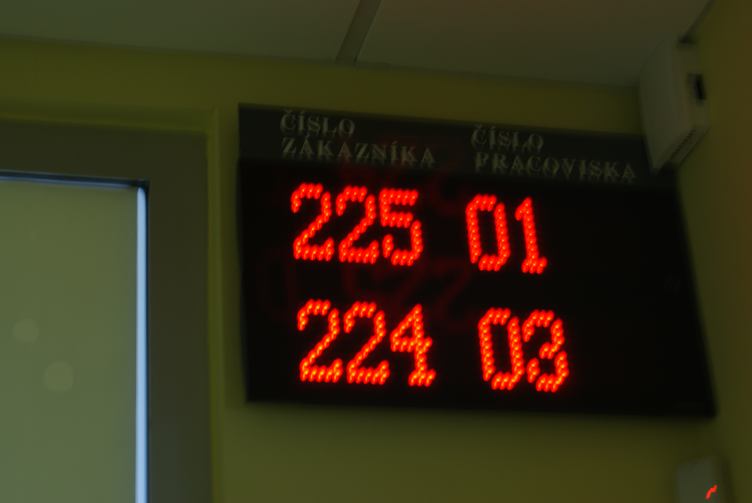 ČÍSLO ČÍSLO
ZÁKAZNÍKA PRACOVISKA
225 01
224 03